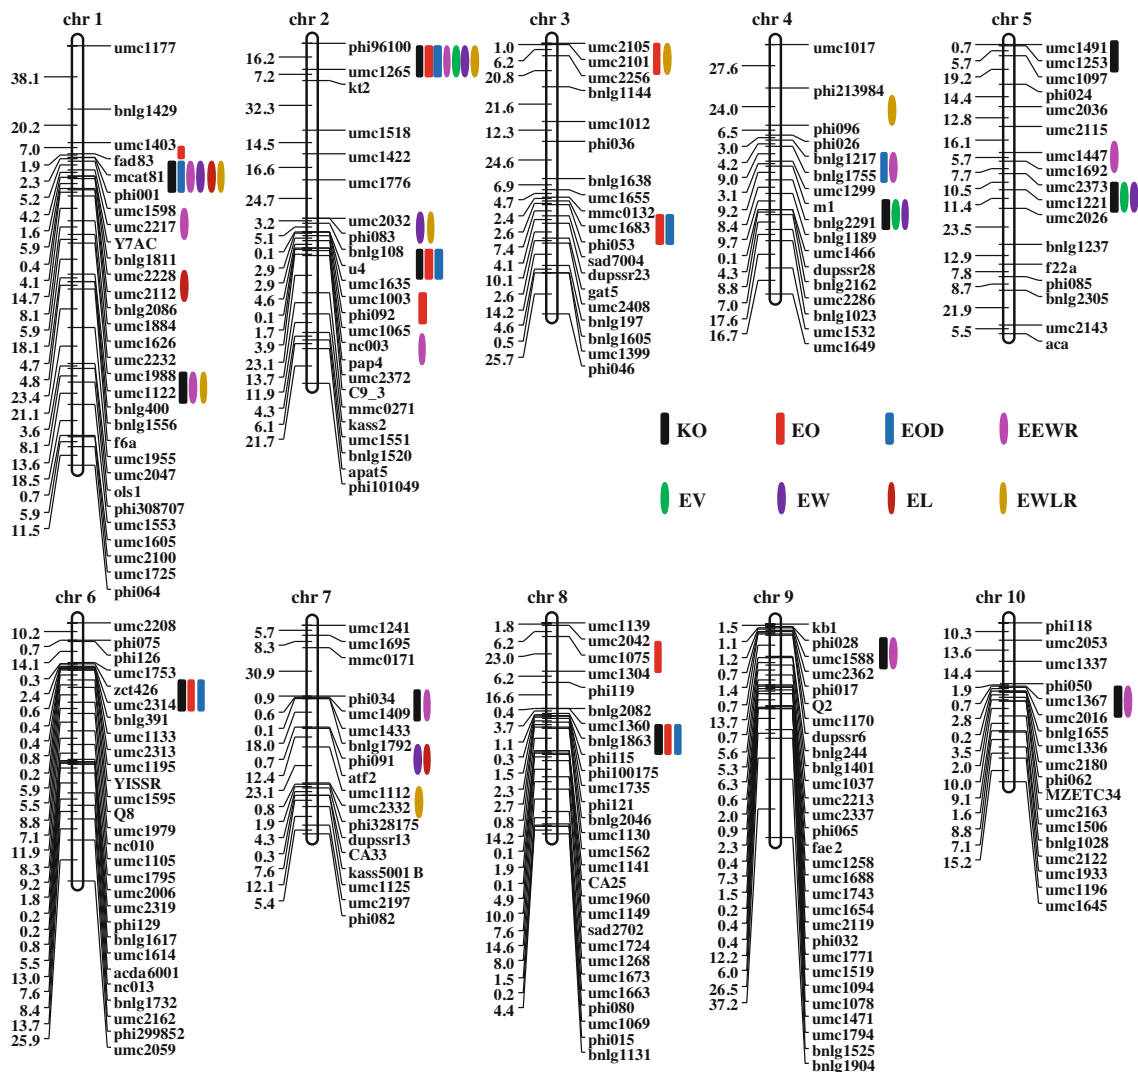 chr 1
38.1
20.2
7.0
1.9
2.3
5.2
4.2
1.6
5.9
0.4
4.1
14.7
8.1
5.9
18.1
4.7
4.8
23.4
21.1
3.6
8.1
13.6
18.5
0.7
5.9
11.5
umc1177
bnlg1429
umc1403
fad83
mcat81
phi001
umc1598
umc2217
Y7AC
bnlg1811
umc2228
umc2112
bnlg2086
umc1884
umc1626
umc2232
umc1988
umc1122
bnlg400
bnlg1556
f6a
umc1955
umc2047
ols1
phi308707
umc1553
umc1605
umc2100
umc1725
phi064
chr 2
16.2
7.2
32.3
14.5
16.6
24.7
3.2
5.1
0.1
2.9
2.9
4.6
0.1
1.7
3.9
23.1
13.7
11.9
4.3
6.1
21.7
phi96100
umc1265
kt2
umc1518
umc1422
umc1776
umc2032
phi083
bnlg108
u4
umc1635
umc1003
phi092
umc1065
nc003
pap4
umc2372
C9_3
mmc0271
kass2
umc1551
bnlg1520
apat5
phi101049
chr 3
1.0
6.2
20.8
21.6
12.3
24.6
6.9
4.7
2.4
2.6
7.4
4.1
10.1
2.6
14.2
4.6
0.5
25.7
umc2105
umc2101
umc2256
bnlg1144
umc1012
phi036
bnlg1638
umc1655
mmc0132
umc1683
phi053
sad7004
dupssr23
gat5
umc2408
bnlg197
bnlg1605
umc1399
phi046
chr 4
27.6
24.0
6.5
3.0
4.2
9.0
3.1
9.2
8.4
9.7
0.1
4.3
8.8
7.0
17.6
16.7
umc1017
phi213984
phi096
phi026
bnlg1217
bnlg1755
umc1299
m1
bnlg2291
bnlg1189
umc1466
dupssr28
bnlg2162
umc2286
bnlg1023
umc1532
umc1649
chr 5
0.7
5.7
19.2
14.4
12.8
16.1
5.7
7.7
10.5
11.4
23.5
12.9
7.8
8.7
21.9
5.5
umc1491
umc1253
umc1097
phi024
umc2036
umc2115
umc1447
umc1692
umc2373
umc1221
umc2026
bnlg1237
f22a
phi085
bnlg2305
umc2143
aca
KO
EO
EOD
EEWR
EV
EW
EL
EWLR
chr 6
10.2
0.7
14.1
0.3
2.4
0.6
0.4
0.4
0.8
0.2
5.9
5.5
8.8
7.1
11.9
8.3
9.2
1.8
0.2
0.2
0.8
5.5
13.0
7.6
8.4
13.7
25.9
umc2208
phi075
phi126
umc1753
zct426
umc2314
bnlg391
umc1133
umc2313
umc1195
YISSR
umc1595
Q8
umc1979
nc010
umc1105
umc1795
umc2006
umc2319
phi129
bnlg1617
umc1614
acda6001
nc013
bnlg1732
umc2162
phi299852
umc2059
chr 7
5.7
8.3
30.9
0.9
0.6
0.1
18.0
0.7
12.4
23.1
0.8
1.9
4.3
0.3
7.6
12.1
5.4
umc1241
umc1695
mmc0171
phi034
umc1409
umc1433
bnlg1792
phi091
atf2
umc1112
umc2332
phi328175
dupssr13
CA33
kass5001 B
umc1125
umc2197
phi082
chr 8
1.8
6.2
23.0
6.2
16.6
0.4
3.7
1.1
0.3
1.5
2.3
2.7
0.8
14.2
0.1
1.9
0.1
4.9
10.0
7.6
14.6
8.0
1.5
0.2
4.4
umc1139
umc2042
umc1075
umc1304
phi119
bnlg2082
umc1360
bnlg1863
phi115
phi100175
umc1735
phi121
bnlg2046
umc1130
umc1562
umc1141
CA25
umc1960
umc1149
sad2702
umc1724
umc1268
umc1673
umc1663
phi080
umc1069
phi015
bnlg1131
chr 9
1.5
1.1
1.2
0.7
1.4
0.7
13.7
0.7
5.6
5.3
6.3
0.6
2.0
0.9
2.3
0.4
7.3
1.5
0.2
0.4
0.4
12.2
6.0
26.5
37.2
kb1
phi028
umc1588
umc2362
phi017
Q2
umc1170
dupssr6
bnlg244
bnlg1401
umc1037
umc2213
umc2337
phi065
fae2
umc1258
umc1688
umc1743
umc1654
umc2119
phi032
umc1771
umc1519
umc1094
umc1078
umc1471
umc1794
bnlg1525
bnlg1904
chr 10
10.3
13.6
14.4
1.9
0.7
2.8
0.2
3.5
2.0
10.0
9.1
1.6
8.8
7.1
15.2
phi118
umc2053
umc1337
phi050
umc1367
umc2016
bnlg1655
umc1336
umc2180
phi062
MZETC34
umc2163
umc1506
bnlg1028
umc2122
umc1933
umc1196
umc1645